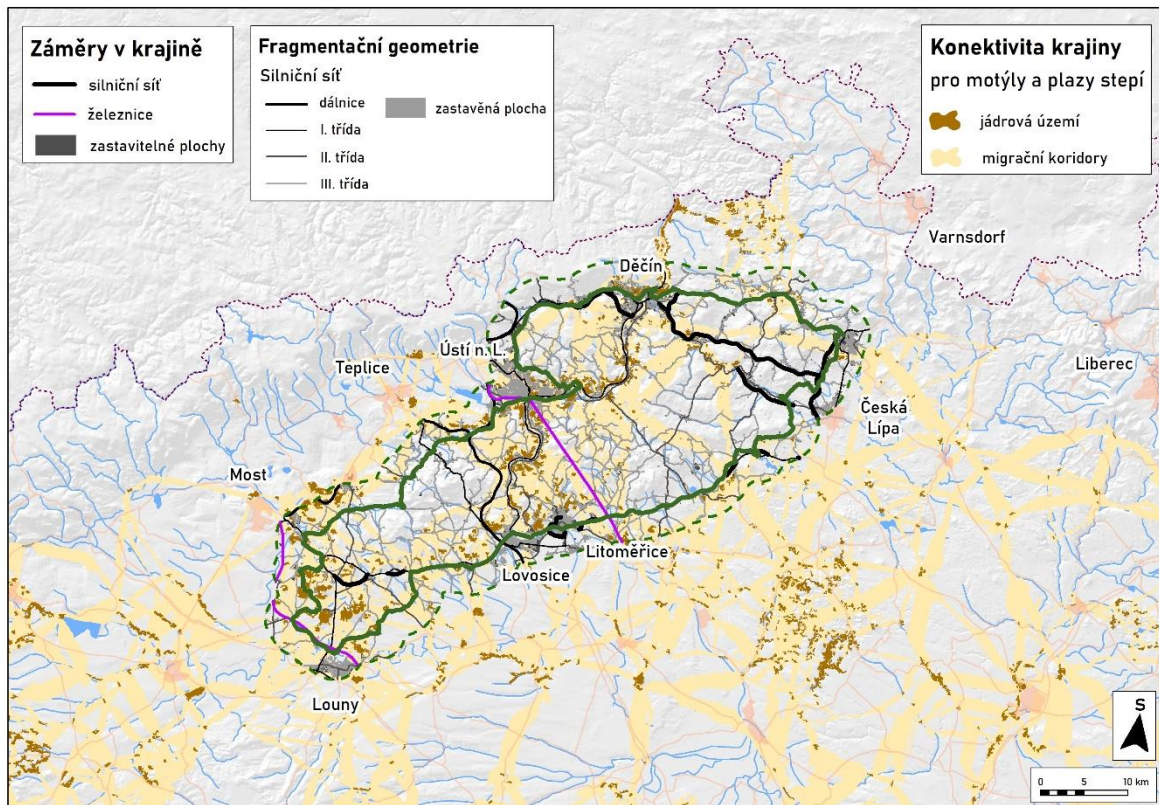 Záměry v krajině
silniční síť
železnice
zastavitelné plochy
Fragmentační geometrie
Silniční síť
dálnice
zastavěná plocha
I. třída
II. třída
III. třída
Konektivita krajiny
pro motýly a plazy stepí
jádrová území
migrační koridory
Varnsdorf
Děčín
Ústí n. L.
Teplice
Liberec
Česká
Lípa
Most
Litoměřice
Lovosice
Louny
S
0 5 10 km